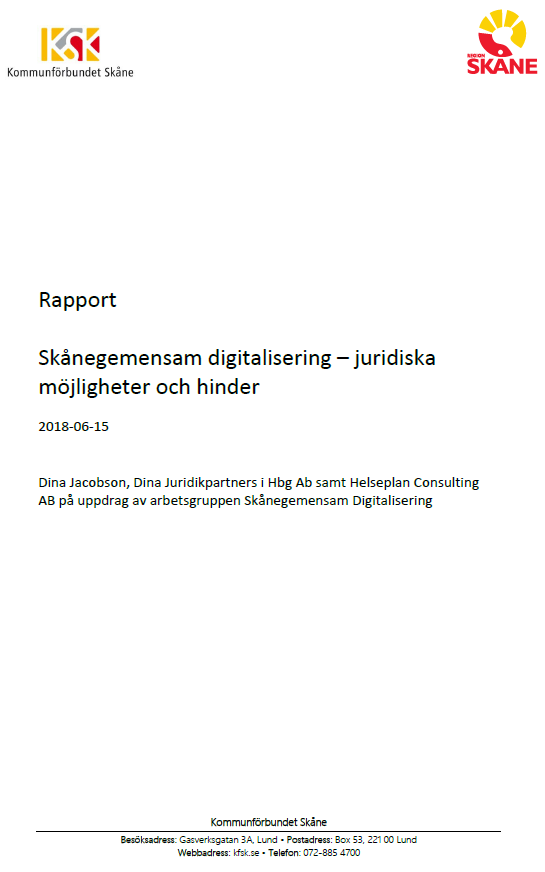 KSK
Kommunförbundet Skåne
REGION
SKÅNE
Rapport
Skånegemensam digitalisering – juridiska
möjligheter och hinder
2018-06-15
Dina Jacobson, Dina Juridikpartners i Hbg Ab samt Helseplan Consulting
AB på uppdrag av arbetsgruppen Skånegemensam Digitalisering
Kommunförbundet Skåne
Besöksadress: Gasverksgatan 3A, Lund • Postadress: Box 53, 221 00 Lund
Webbadress: kfsk.se • Telefon: 072-885 4700